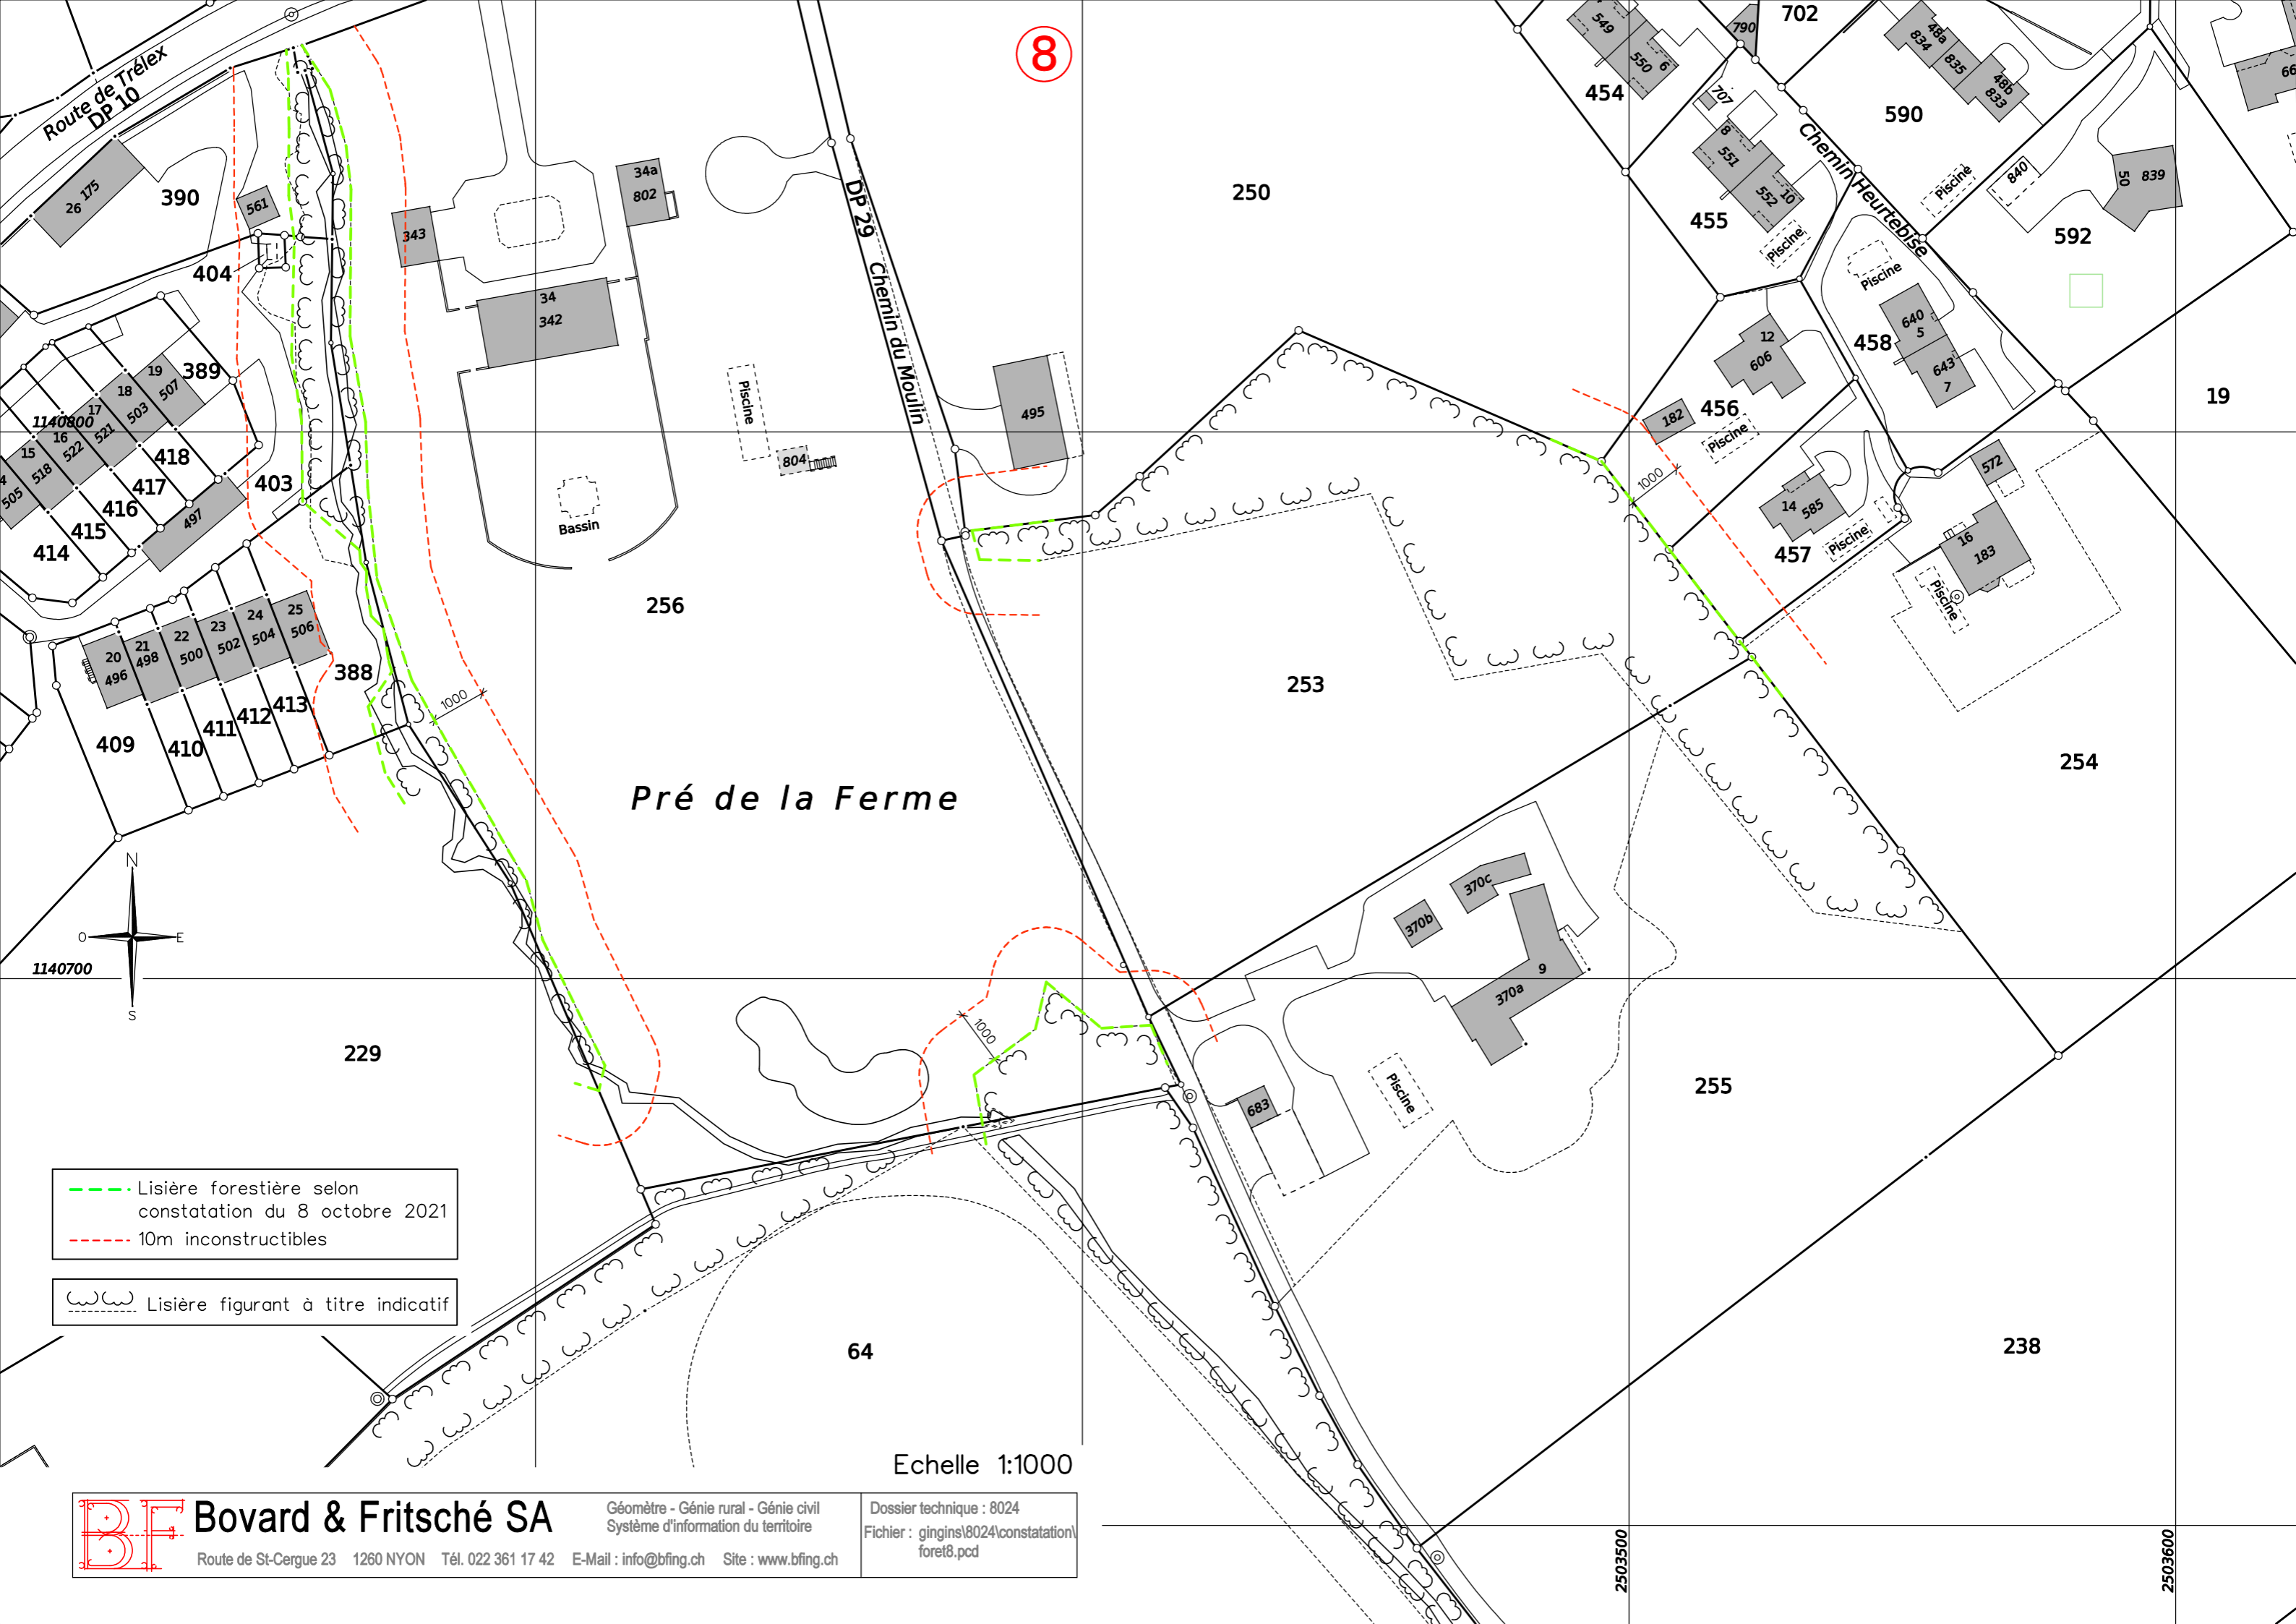 8
702
790
549
550
6
454
48a
834
835
48b
833
66
590
707
8
551
552
10
455
Piscine
Chemin Heurtebise
Piscine
840
50
839
592
Route de Trélex
DP 10
26
175
390
561
404
343
34a
802
34
342
DP 29
Chemin du Moulin
250
Piscine
640
5
458
643
7
12
606
456
182
Piscine
19
389
19
507
18
503
17
521
1140800
16
522
15
518
505
418
417
416
415
414
403
497
Piscine
804
495
Bassin
1000
572
14
585
457
Piscine
16
183
Piscine
256
253
254
25
506
24
504
23
502
22
500
21
498
20
496
388
413
412
411
410
409
1000
Pré de la Ferme
N
O
E
S
1140700
229
370c
370b
9
370a
1000
683
Piscine
255
Lisière forestière selon
constatation du 8 octobre 2021
10m inconstructibles
Lisière figurant à titre indicatif
64
238
Echelle 1:1000
BF
Bovard & Fritsché SA
Géomètre - Génie rural - Génie civil
Système d'information du territoire
Route de St-Cergue 23 1260 NYON Tél. 022 361 17 42 E-Mail : info@bfing.ch Site : www.bfing.ch
Dossier technique : 8024
Fichier : gingins\8024\constatation\
foret8.pcd
2503500
2503600